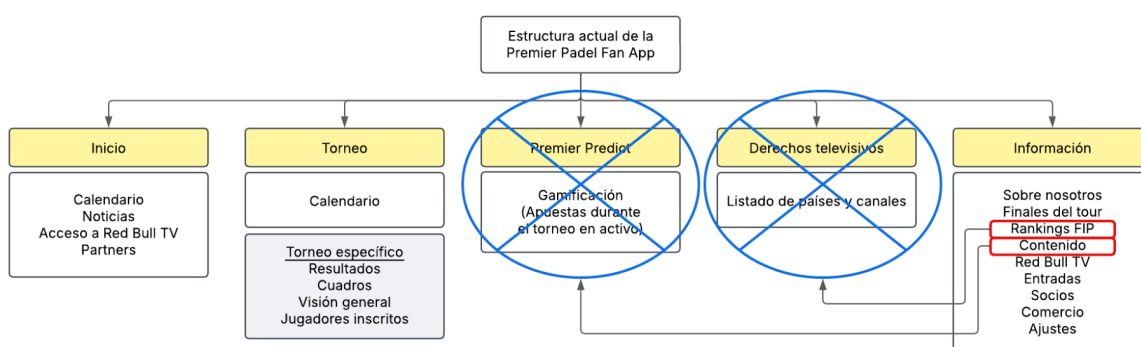 Estructura actual de la
Premier Padel Fan App
Inicio
Calendario
Noticias
Acceso a Red Bull TV
Partners
Torneo
Calendario
Torneo específico
Resultados
Cuadros
Visión general
Jugadores inscritos
Premier Predict
Gamificación
(Apuestas durante
el torneo en activo)
Derechos televisivos
Listado de países y canales
Información
Sobre nosotros
Finales del tour
Rankings FIP
Contenido
Red Bull TV
Entradas
Socios
Comercio
Ajustes